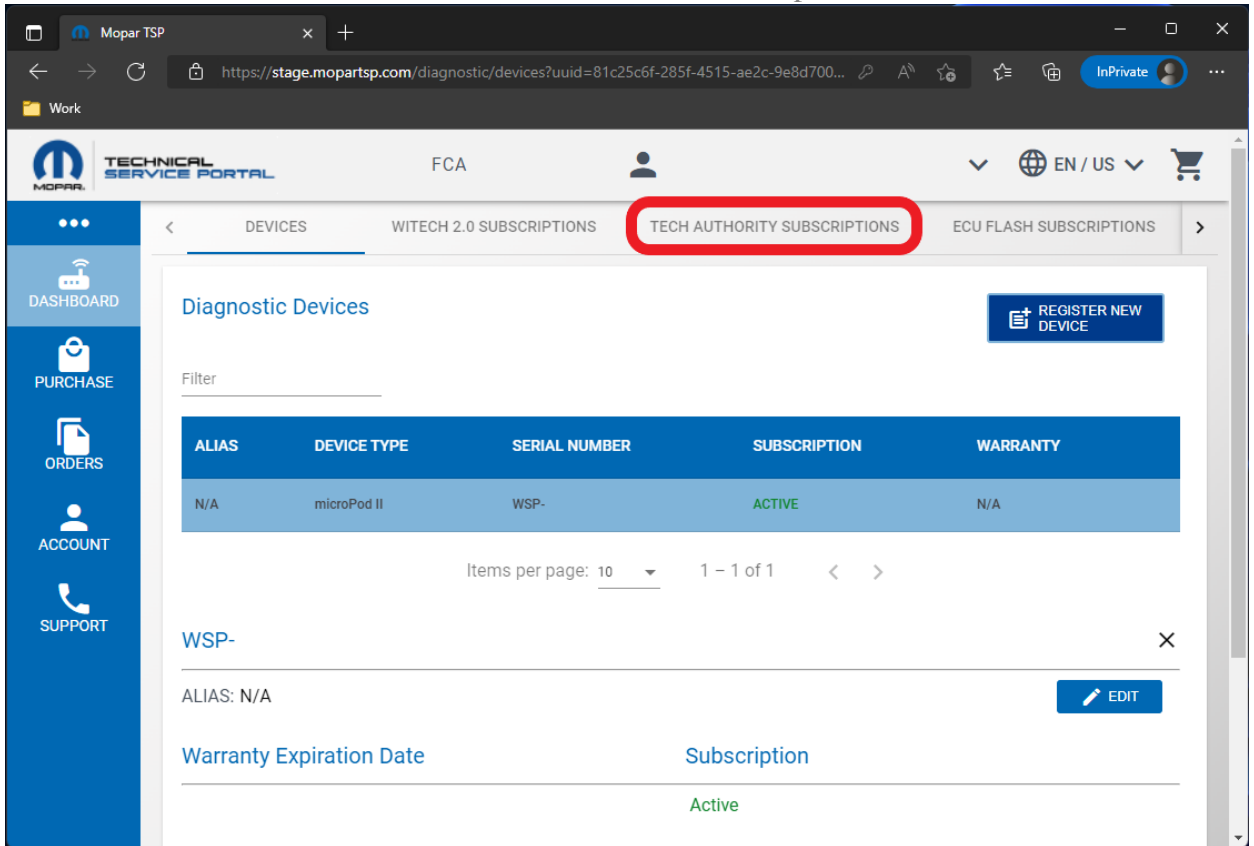 Mopar TSP
https://stage.mopartsp.com/diagnostic/devices?uuid=81c25c6f-285f-4515-ae2c-9e8d700...
InPrivate
Work
MOPAR.
TECHNICAL
SERVICE PORTAL
FCA
EN / US
DEVICES WITECH 2.0 SUBSCRIPTIONS TECH AUTHORITY SUBSCRIPTIONS ECU FLASH SUBSCRIPTIONS
DASHBOARD
PURCHASE
ORDERS
ACCOUNT
SUPPORT
Diagnostic Devices
REGISTER NEW
DEVICE
Filter
ALIAS DEVICE TYPE SERIAL NUMBER SUBSCRIPTION WARRANTY
N/A microPod II WSP- ACTIVE N/A
Items per page: 10 1 – 1 of 1
WSP-
ALIAS: N/A EDIT
Warranty Expiration Date Subscription
Active